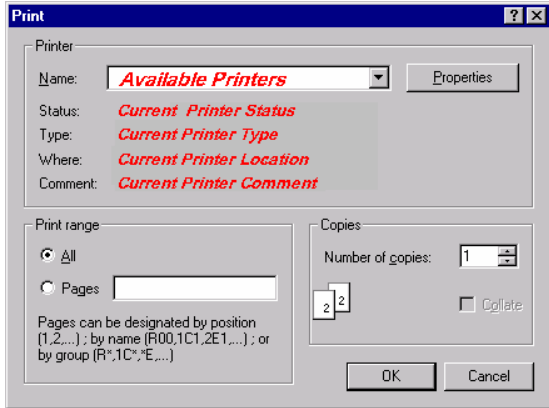 Print
Printer
Name: Available Printers Properties
Status: Current Printer Status
Type: Current Printer Type
Where: Current Printer Location
Comment: Current Printer Comment
Print range
All
Pages
Pages can be designated by position
(1,2,...) ; by name (R00,1C1,2E1,...) ; or
by group (R*,1C*,*E,...)
Copies
Number of copies: 1
2 2
Collate
OK Cancel